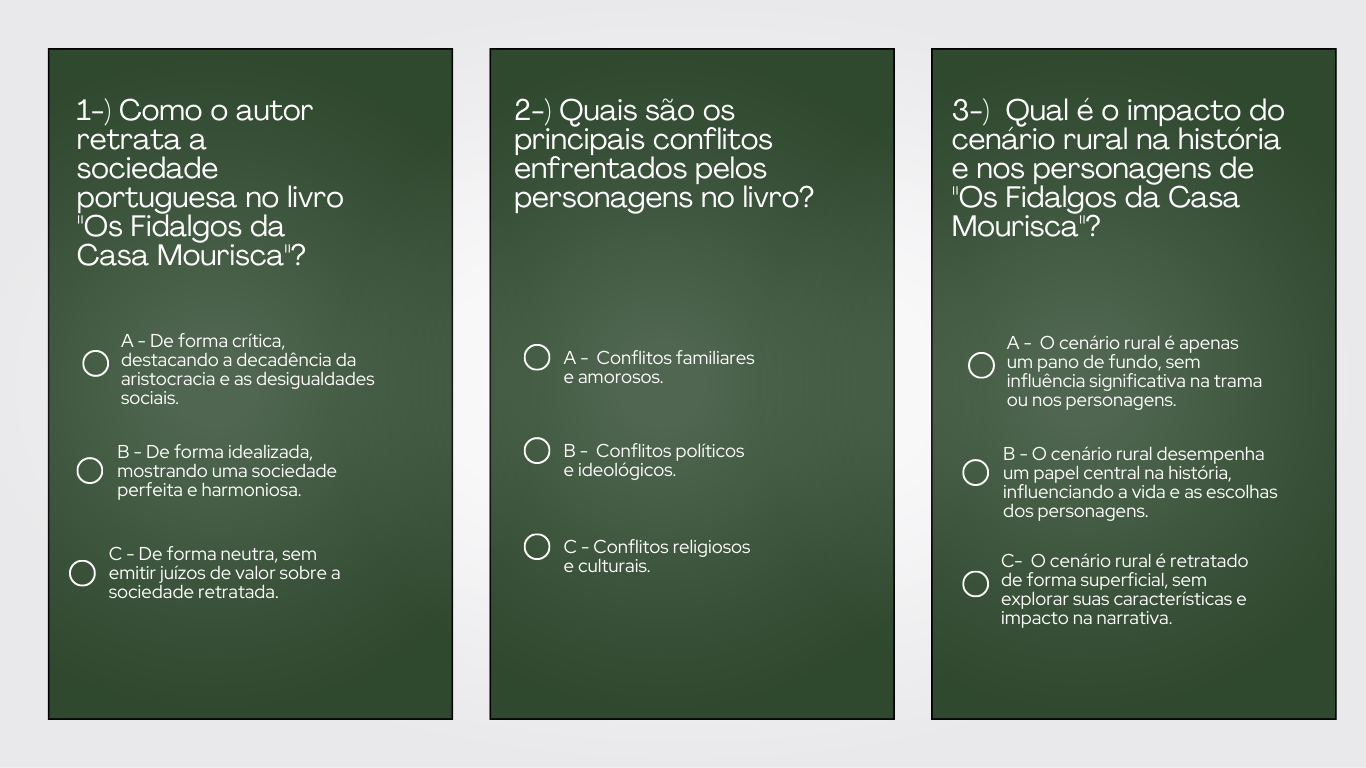 1-) Como o autor
retrata a
sociedade
portuguesa no livro
"Os Fidalgos da
Casa Mourisca"?
A - De forma crítica,
destacando a decadência da
aristocracia e as desigualdades
sociais.
B - De forma idealizada,
mostrando uma sociedade
perfeita e harmoniosa.
C - De forma neutra, sem
emitir juízos de valor sobre a
sociedade retratada.
2-) Quais são os
principais conflitos
enfrentados pelos
personagens no livro?
A -  Conflitos familiares
e amorosos.
B -  Conflitos políticos
e ideológicos.
C - Conflitos religiosos
e culturais.
3-)  Qual é o impacto do
cenário rural na história
e nos personagens de
"Os Fidalgos da Casa
Mourisca"?
A -  O cenário rural é apenas
um pano de fundo, sem
influência significativa na trama
ou nos personagens.
B - O cenário rural desempenha
um papel central na história,
influenciando a vida e as escolhas
dos personagens.
C-  O cenário rural é retratado
de forma superficial, sem
explorar suas características e
impacto na narrativa.